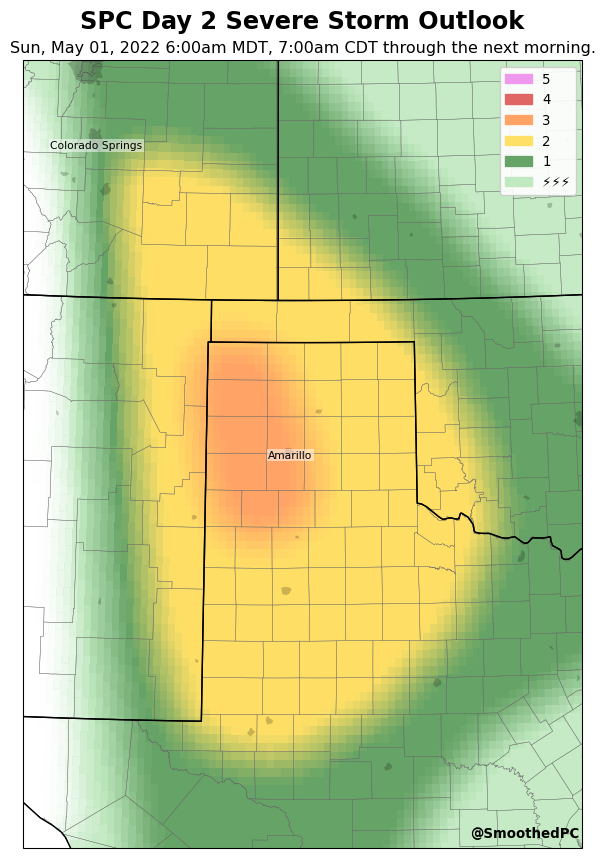 SPC Day 2 Severe Storm Outlook
Sun, May 01, 2022 6:00am MDT, 7:00am CDT through the next morning.
5
4
3
2
1
⚡⚡⚡
Colorado Springs
Amarillo
@SmoothedPC